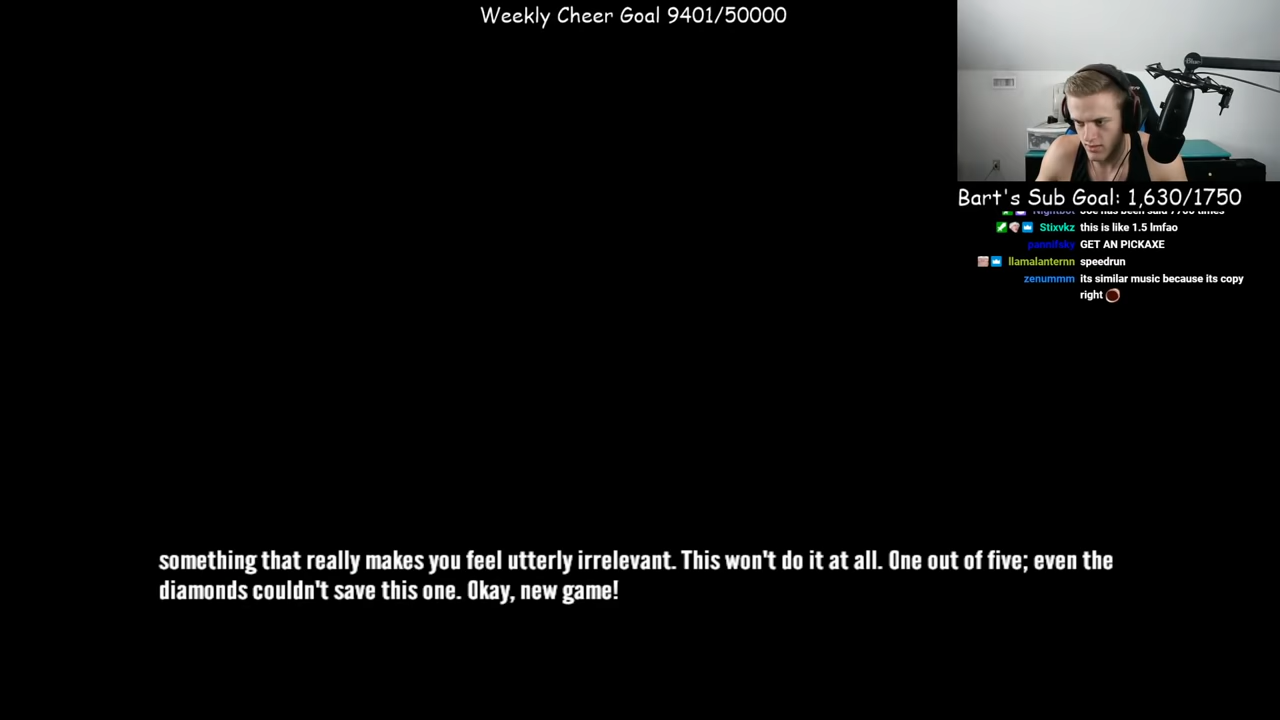 Weekly Cheer Goal 9401/50000
Bart's Sub Goal: 1,630/1750
Stixvkz this is like 1.5 lmfao
pannifsky GET AN PICKAXE
llamalanternn speedrun
zenummm its similar music because its copy
right
something that really makes you feel utterly irrelevant. This won't do it at all. One out of five; even the
diamonds couldn't save this one. Okay, new game!